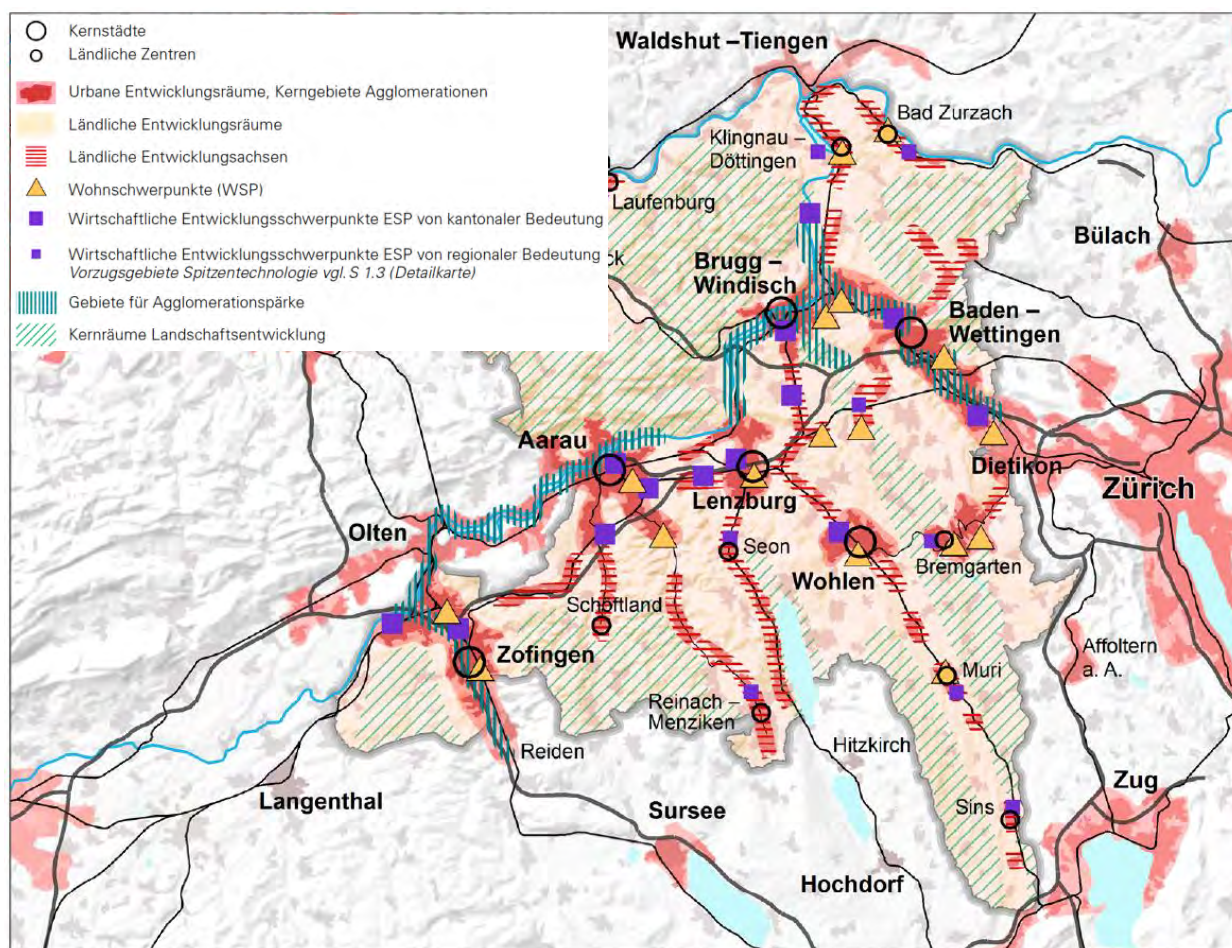 Kernstädte
Ländliche Zentren
Urbane Entwicklungsräume, Kerngebiete Agglomerationen
Ländliche Entwicklungsräume
Ländliche Entwicklungsachsen
Wohnschwerpunkte (WSP)
Wirtschaftliche Entwicklungsschwerpunkte ESP von kantonaler Bedeutung
Wirtschaftliche Entwicklungsschwerpunkte ESP von regionaler Bedeutung
Vorzugsgebiete Spitzentechnologie vgl. S 1.3 (Detailkarte)
Gebiete für Agglomerationspärke
Kernräume Landschaftsentwicklung
Waldshut –Tiengen
Bad Zurzach
Klingnau –
Döttingen
Laufenburg
Bülach
ck
Brugg –
Windisch
Baden –
Wettingen
Aarau
Dietikon
Zürich
Lenzburg
Olten
Seon
Wohlen
Bremgarten
Schöftland
Zofingen
Affoltern
a. A.
Muri
Reinach –
Menziken
Hitzkirch
Reiden
Langenthal
Sursee
Zug
Sins
Hochdorf